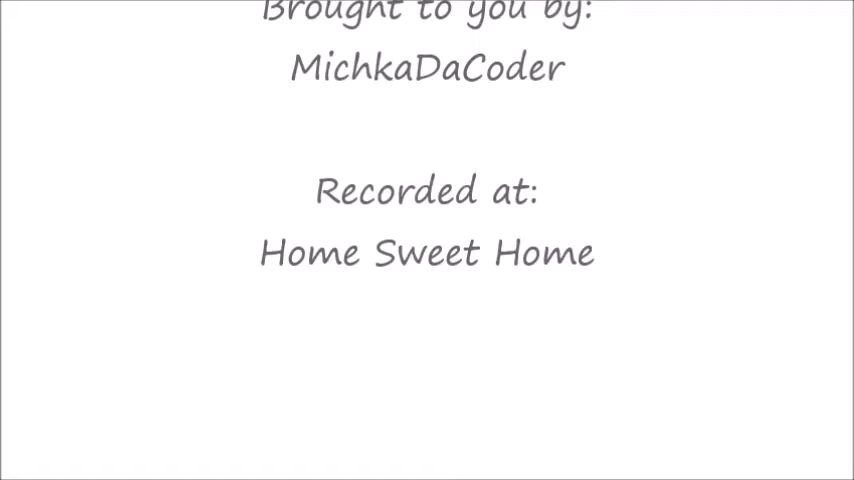 Brought to you by:
MichkaDaCoder
Recorded at:
Home Sweet Home